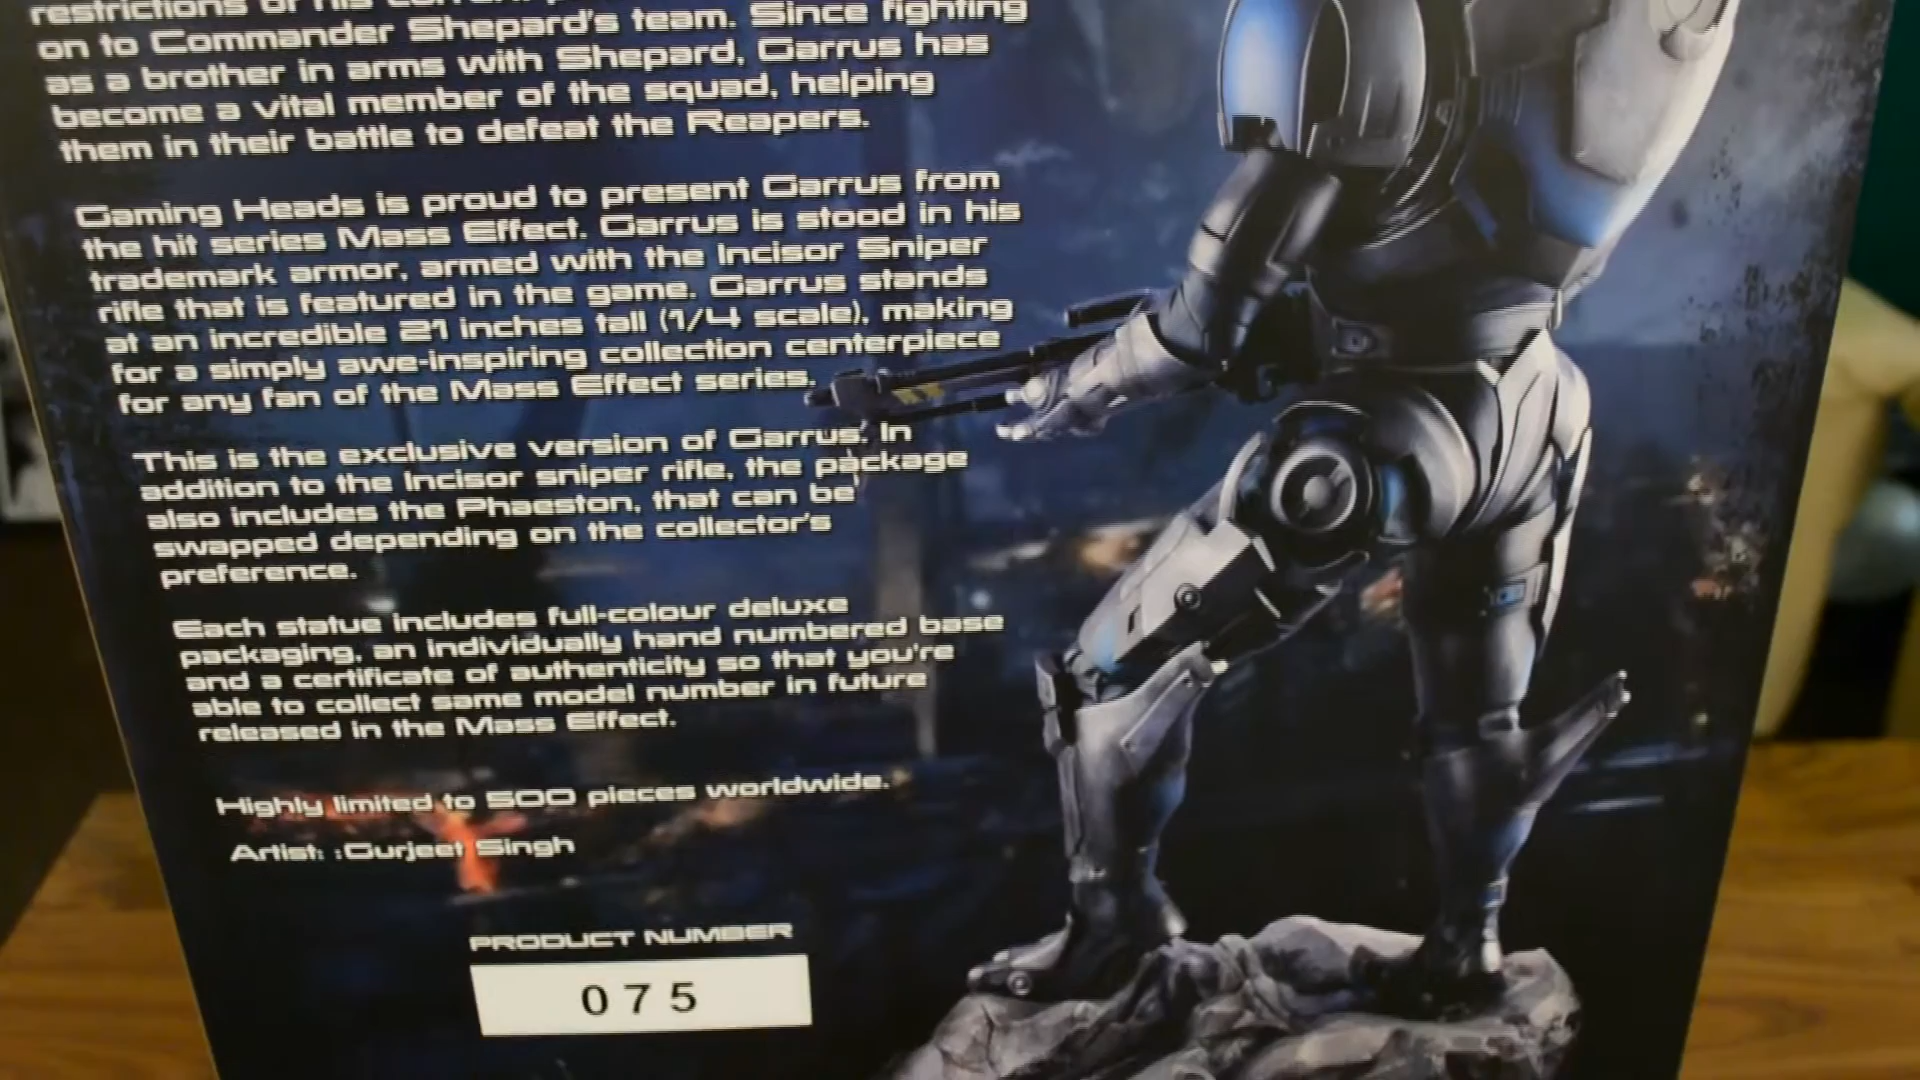 restrictions of his
on to Commander Shepard's team. Since fighting
as a brother in arms with Shepard, Garrus has
become a vital member of the squad, helping
them in their battle to defeat the Reapers.
Gaming Heads is proud to present Garrus from
the hit series Mass Effect. Garrus is stood in his
trademark armor, armed with the Incisor Sniper
rifle that is featured in the game. Garrus stands
at an incredible 21 inches tall (1/4 scale), making
for a simply awe-inspiring collection centerpiece
for any fan of the Mass Effect series.
This is the exclusive version of Garrus. In
addition to the Incisor sniper rifle, the package
also includes the Phaeston, that can be
swapped depending on the collector's
preference.
Each statue includes full-colour deluxe
packaging, an individually hand numbered base
and a certificate of authenticity so that you're
able to collect same model number in future
released in the Mass Effect.
Highly limited to 500 pieces worldwide.
Artist: :Gurjeet Singh
PRODUCT NUMBER
075